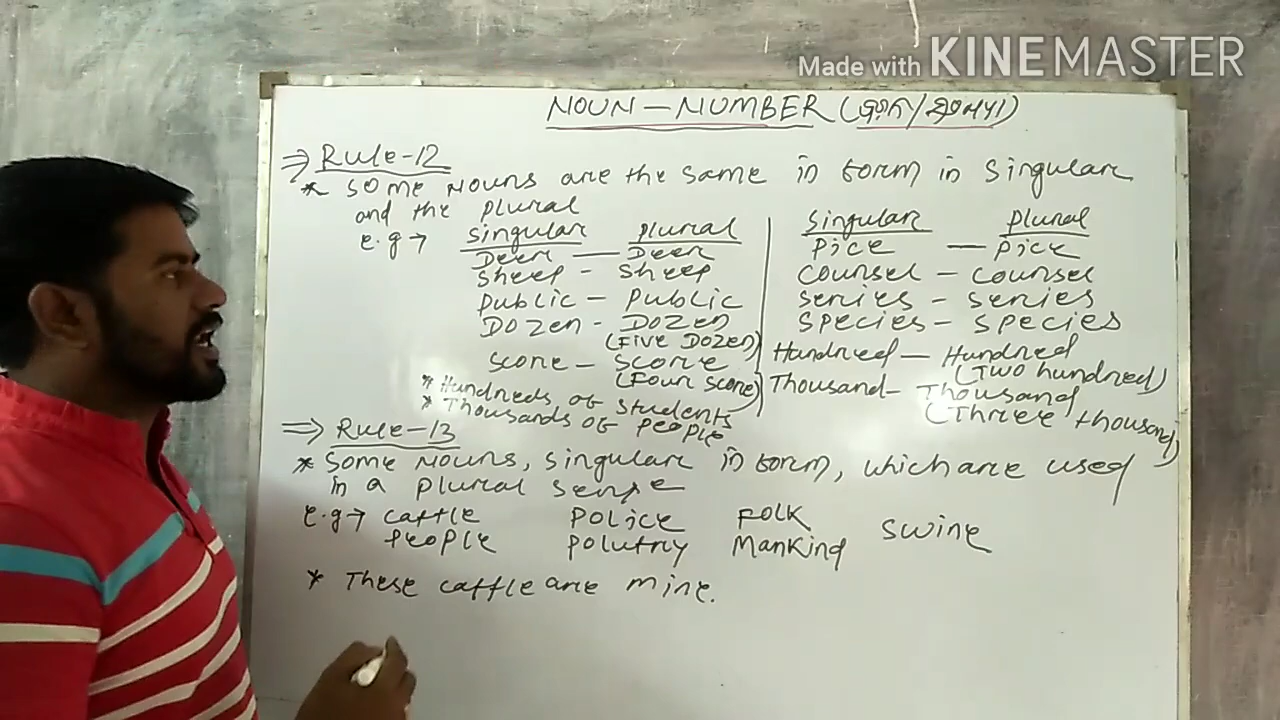 Made with KINEMASTER
NOUN - NUMBER
⇒ Rule-12
* Some nouns are the same in form in singular
and the plural
e.g → Singular Plural
Deer — Deer
Sheep - Sheep
Public - Public
Dozen - Dozen
(Five Dozen)
Score - Score
(Four score)
* Hundreds of students
* Thousands of people
Singular Plural
Pice — Pice
Counsel - Counsel
Series - Series
Species - Species
Hundred — Hundred
(Two hundred)
Thousand - Thousand
(Three thousand)
⇒ Rule-13
* Some nouns, singular in form, which are used
in a plural sense
e.g → cattle Police Folk Swine
People Polutry Mankind
* These cattle are mine.